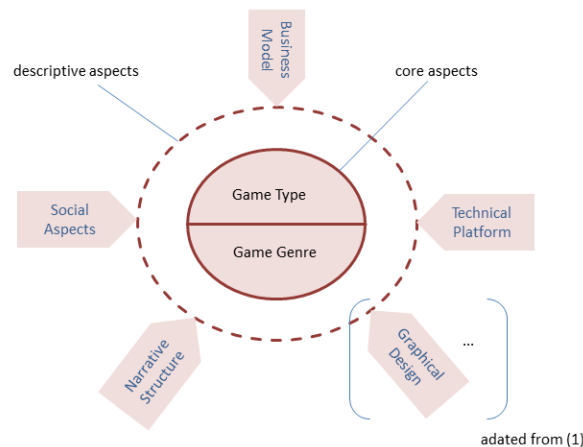 Business
Model
descriptive aspects
core aspects
Game Type
Game Genre
Social
Aspects
Technical
Platform
Narrative
Structure
Graphical
Design
...
adated from (1)